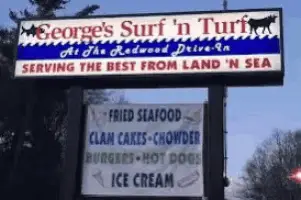 George's Surf 'n Turf
At The Redwood Drive-In
SERVING THE BEST FROM LAND 'N SEA
FRIED SEAFOOD
CLAM CAKES • CHOWDER
BURGERS • HOT DOGS
ICE CREAM